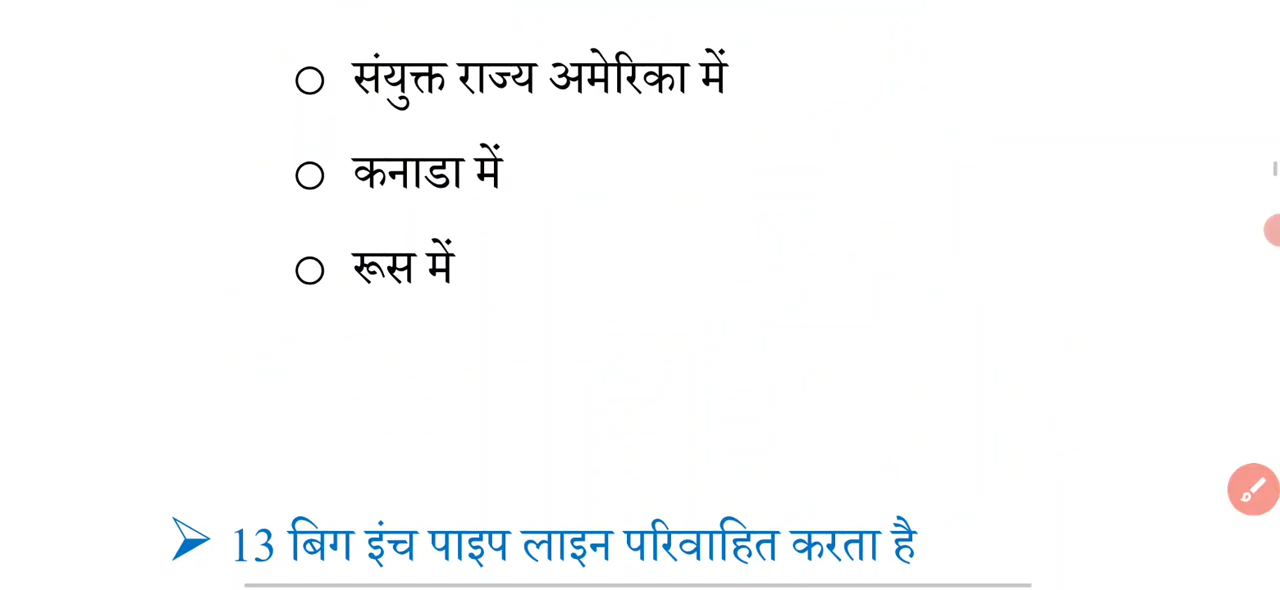 ○ संयुक्त राज्य अमेरिका में
○ कनाडा में
○ रूस में
➢ 13 बिग इंच पाइप लाइन परिवाहित करता है